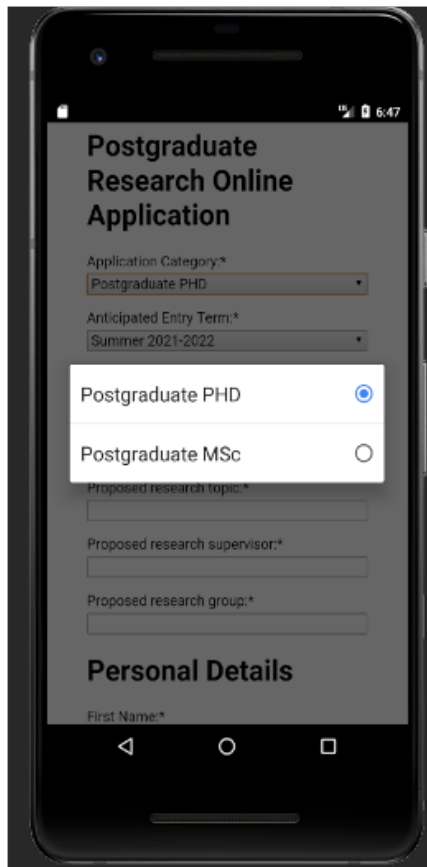 6:47
Postgraduate
Research Online
Application
Application Category:*
Postgraduate PHD
Anticipated Entry Term:*
Summer 2021-2022
Postgraduate PHD
Postgraduate MSc
Proposed research topic:*
Proposed research supervisor:*
Proposed research group:*
Personal Details
First Name:*